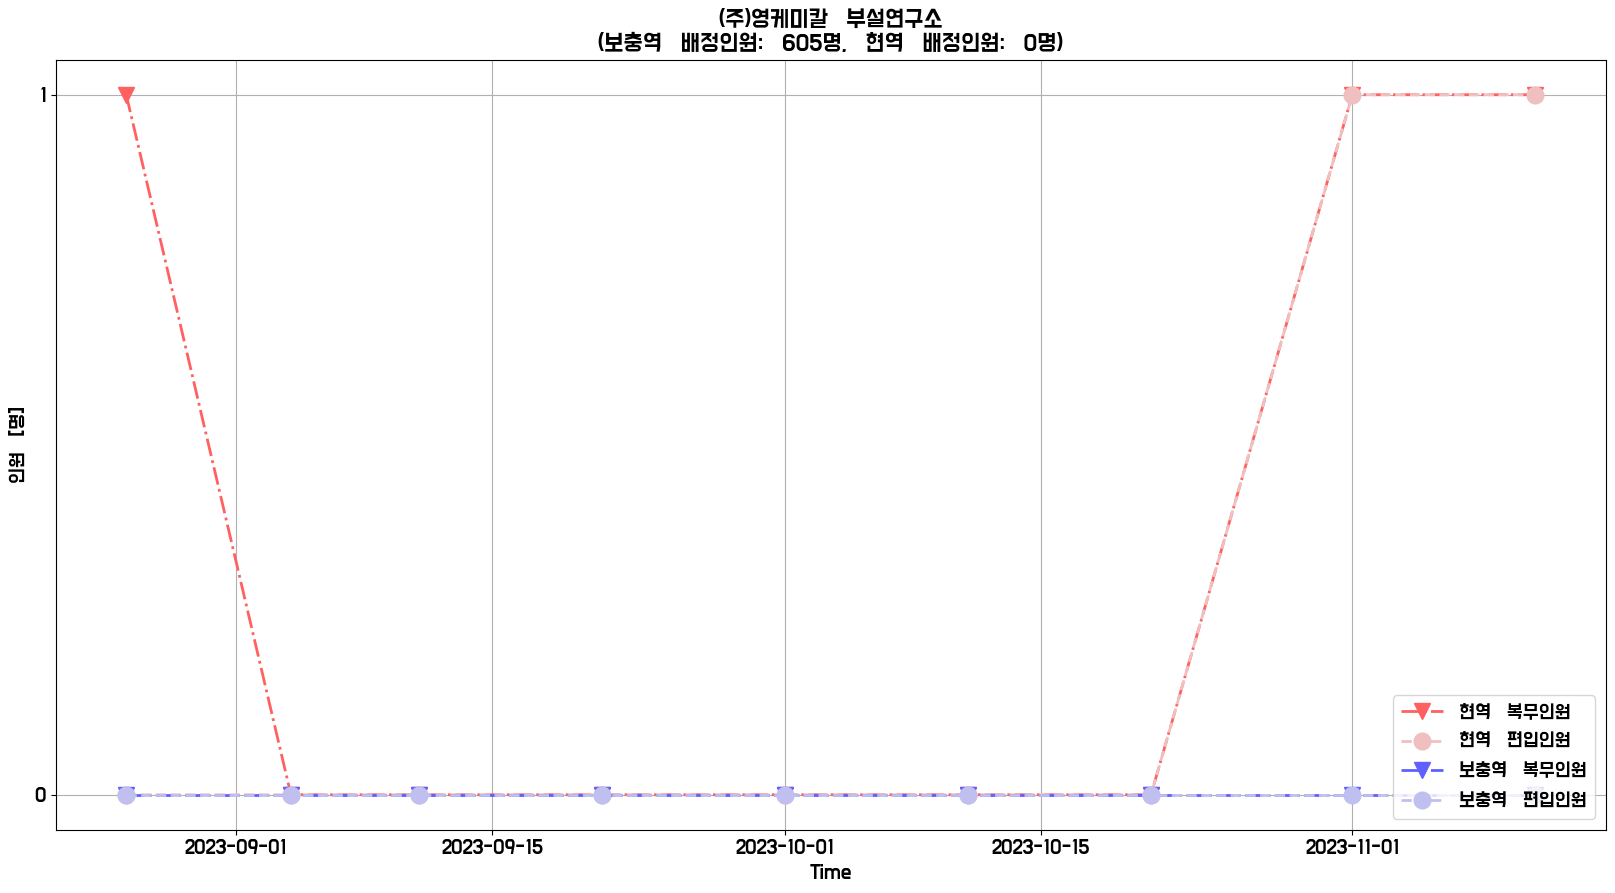 (주)영케미칼 부설연구소
(보충역 배정인원: 605명, 현역 배정인원: 0명)
1
0
인원 [명]
2023-09-01
2023-09-15
2023-10-01
2023-10-15
2023-11-01
Time
현역 복무인원
현역 편입인원
보충역 복무인원
보충역 편입인원